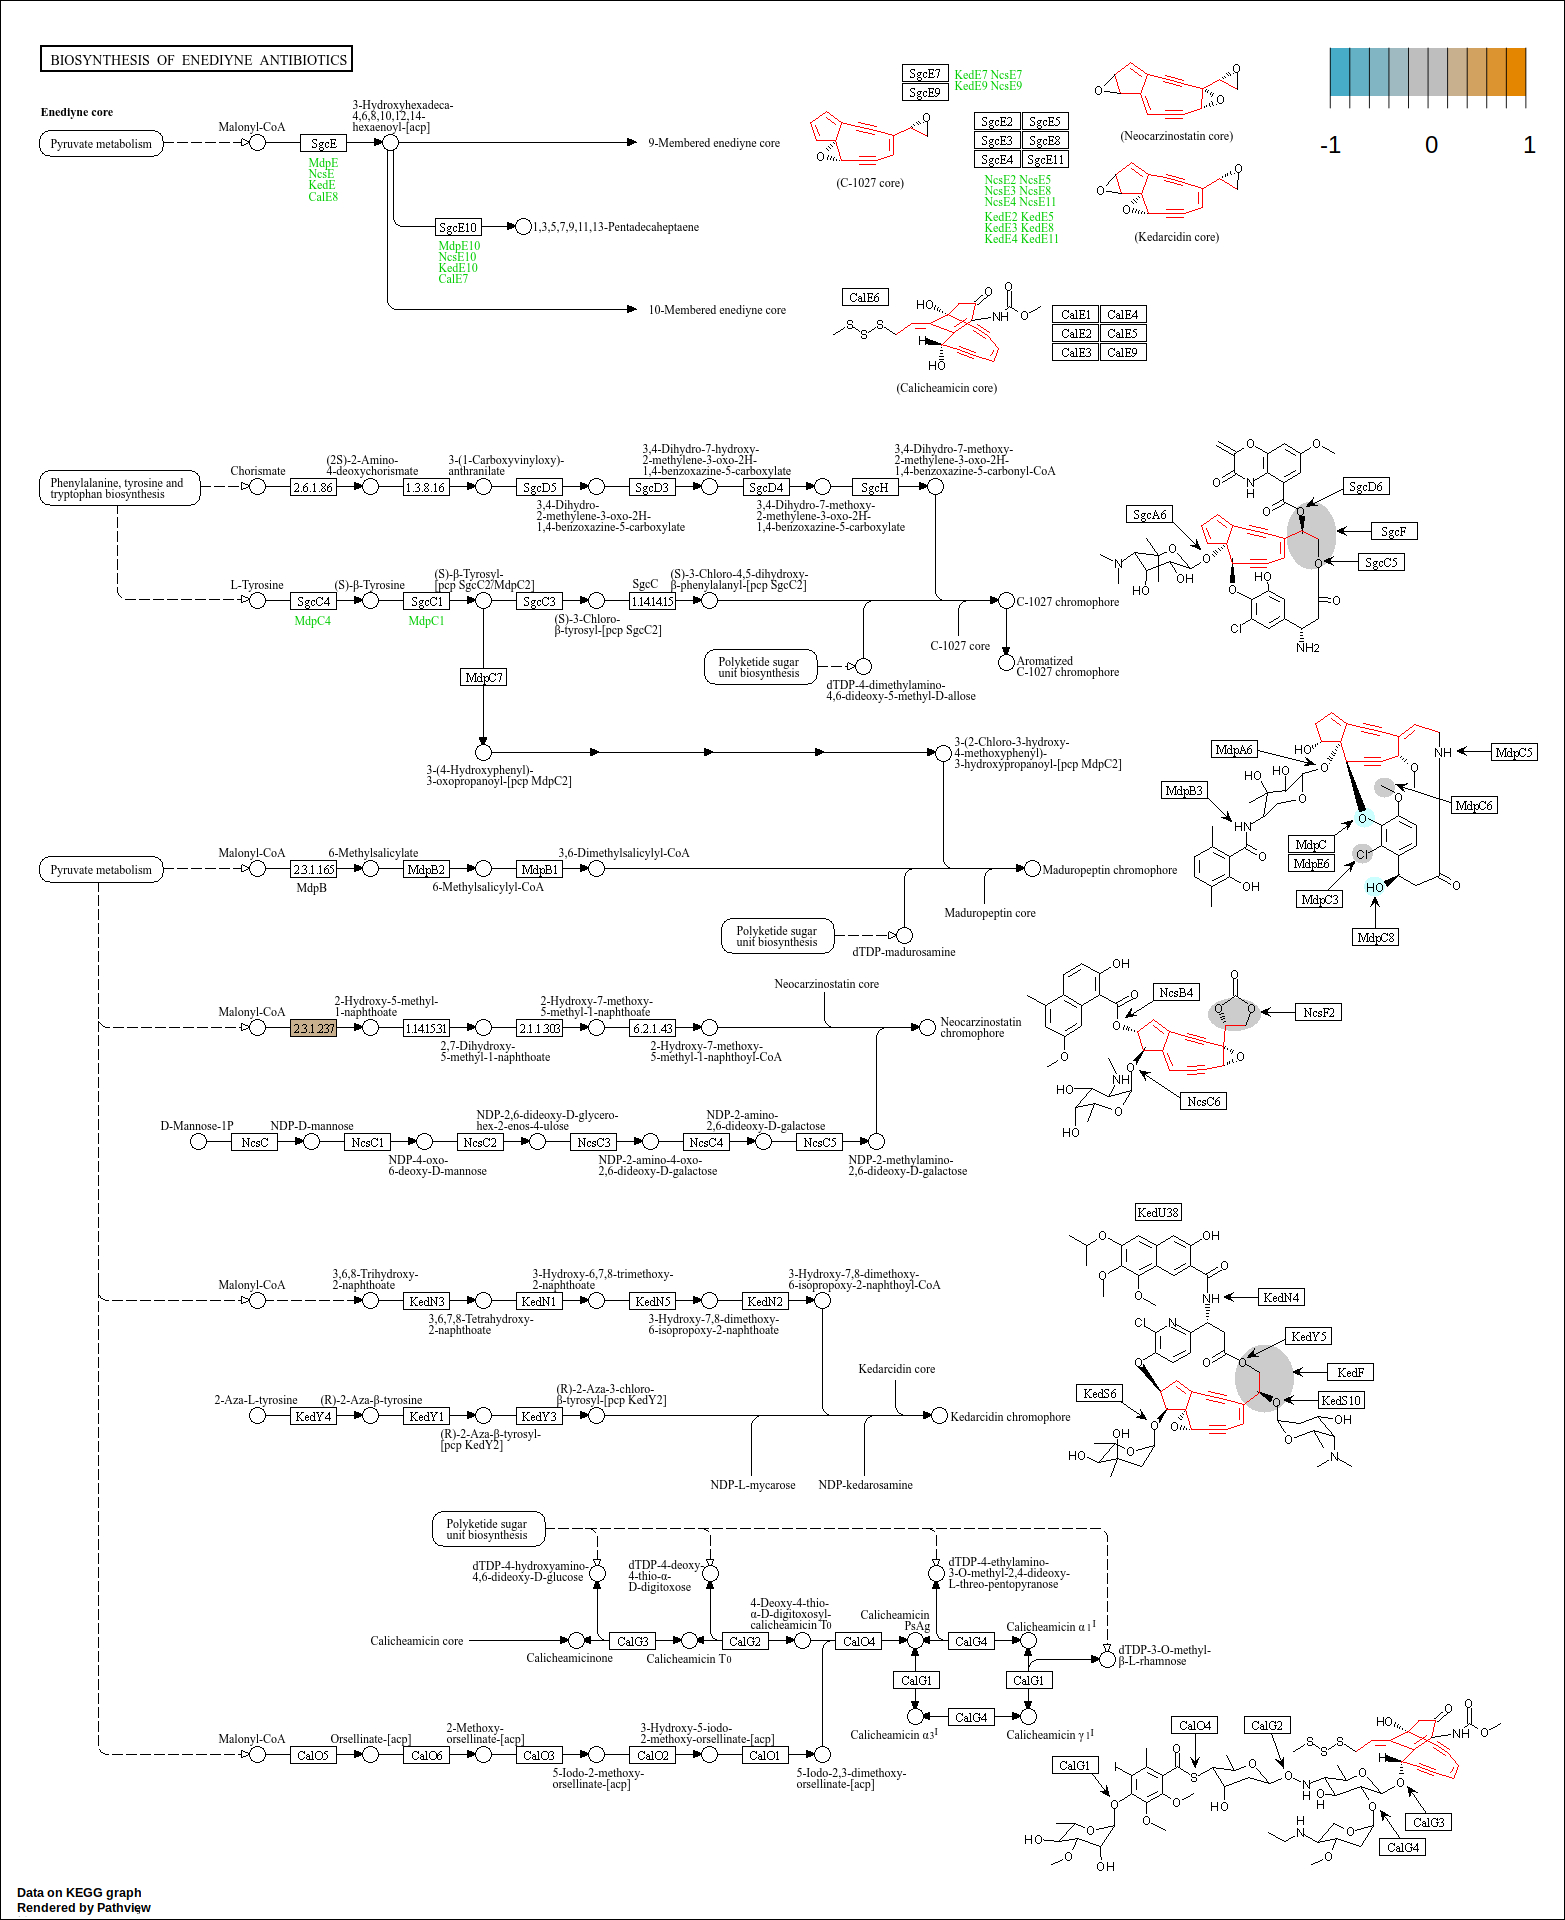 BIOSYNTHESIS OF ENEDIYNE ANTIBIOTICS
-1 0 1
Enediyne core
Pyruvate metabolism
Malonyl-CoA
SgcE
MdpE
NcsE
KedE
CalE8
3-Hydroxyhexadeca-
4,6,8,10,12,14-
hexaenoyl-[acp]
9-Membered enediyne core
SgcE10
MdpE10
NcsE10
KedE10
CalE7
1,3,5,7,9,11,13-Pentadecaheptaene
10-Membered enediyne core
SgcE7
SgcE9
KedE7 NcsE7
KedE9 NcsE9
O
O
(C-1027 core)
SgcE2 SgcE5
SgcE3 SgcE8
SgcE4 SgcE11
NcsE2 NcsE5
NcsE3 NcsE8
NcsE4 NcsE11
KedE2 KedE5
KedE3 KedE8
KedE4 KedE11
O
O
O
(Neocarzinostatin core)
O
O
O
(Kedarcidin core)
CalE6
HO
O
O
NH
O
S
S
S
H
HO
(Calicheamicin core)
CalE1 CalE4
CalE2 CalE5
CalE3 CalE9
Phenylalanine, tyrosine and
tryptophan biosynthesis
Chorismate
2.6.1.86
(2S)-2-Amino-
4-deoxychorismate
1.3.8.16
3-(1-Carboxyvinyloxy)-
anthranilate
SgcD5
3,4-Dihydro-
2-methylene-3-oxo-2H-
1,4-benzoxazine-5-carboxylate
SgcD3
3,4-Dihydro-7-hydroxy-
2-methylene-3-oxo-2H-
1,4-benzoxazine-5-carboxylate
SgcD4
3,4-Dihydro-7-methoxy-
2-methylene-3-oxo-2H-
1,4-benzoxazine-5-carboxylate
SgcH
3,4-Dihydro-7-methoxy-
2-methylene-3-oxo-2H-
1,4-benzoxazine-5-carbonyl-CoA
L-Tyrosine
SgcC4
MdpC4
(S)-β-Tyrosine
SgcC1
MdpC1
(S)-β-Tyrosyl-
[pcp SgcC2/MdpC2]
SgcC3
(S)-3-Chloro-
β-tyrosyl-[pcp SgcC2]
SgcC
1.14.14.15
(S)-3-Chloro-4,5-dihydroxy-
β-phenylalanyl-[pcp SgcC2]
C-1027 chromophore
C-1027 core
Aromatized
C-1027 chromophore
Polyketide sugar
unit biosynthesis
dTDP-4-dimethylamino-
4,6-dideoxy-5-methyl-D-allose
O
O
O
N
H
O
O
O
SgcD6
SgcF
SgcC5
SgcA6
N
HO
O
OH
O
O
HO
O
Cl
O
NH2
MdpC7
3-(4-Hydroxyphenyl)-
3-oxopropanoyl-[pcp MdpC2]
3-(2-Chloro-3-hydroxy-
4-methoxyphenyl)-
3-hydroxypropanoyl-[pcp MdpC2]
Pyruvate metabolism
Malonyl-CoA
2.3.1.165
MdpB
6-Methylsalicylate
MdpB2
6-Methylsalicylyl-CoA
MdpB1
3,6-Dimethylsalicylyl-CoA
Maduropeptin chromophore
Maduropeptin core
Polyketide sugar
unit biosynthesis
dTDP-madurosamine
MdpA6
HO
NH
MdpC5
O
O
HO
HO
O
MdpB3
MdpC6
O
HN
O
MdpC
MdpE6
O
OH
Cl
MdpC3
HO
O
MdpC8
Malonyl-CoA
2.3.1.237
2-Hydroxy-5-methyl-
1-naphthoate
1.14.15.31
2,7-Dihydroxy-
5-methyl-1-naphthoate
2.1.1.303
2-Hydroxy-7-methoxy-
5-methyl-1-naphthoate
6.2.1.43
2-Hydroxy-7-methoxy-
5-methyl-1-naphthoyl-CoA
Neocarzinostatin core
Neocarzinostatin
chromophore
D-Mannose-1P
NcsC
NDP-D-mannose
NcsC1
NDP-4-oxo-
6-deoxy-D-mannose
NcsC2
NDP-2,6-dideoxy-D-glycero-
hex-2-enos-4-ulose
NcsC3
NDP-2-amino-4-oxo-
2,6-dideoxy-D-galactose
NcsC4
NDP-2-amino-
2,6-dideoxy-D-galactose
NcsC5
NDP-2-methylamino-
2,6-dideoxy-D-galactose
OH
O
O
NcsB4
O
O
O
NcsF2
O
O
O
NH
HO
O
HO
NcsC6
Malonyl-CoA
3,6,8-Trihydroxy-
2-naphthoate
KedN3
3,6,7,8-Tetrahydroxy-
2-naphthoate
KedN1
3-Hydroxy-6,7,8-trimethoxy-
2-naphthoate
KedN5
3-Hydroxy-7,8-dimethoxy-
6-isopropoxy-2-naphthoate
KedN2
3-Hydroxy-7,8-dimethoxy-
6-isopropoxy-2-naphthoyl-CoA
2-Aza-L-tyrosine
KedY4
(R)-2-Aza-β-tyrosine
KedY1
(R)-2-Aza-β-tyrosyl-
[pcp KedY2]
KedY3
(R)-2-Aza-3-chloro-
β-tyrosyl-[pcp KedY2]
Kedarcidin core
Kedarcidin chromophore
NDP-L-mycarose
NDP-kedarosamine
KedU38
O
OH
O
O
O
NH
KedN4
Cl
N
O
O
O
KedY5
KedF
KedS10
KedS6
O
O
O
OH
HO
O
O
OH
N
Polyketide sugar
unit biosynthesis
dTDP-4-hydroxyamino-
4,6-dideoxy-D-glucose
dTDP-4-deoxy-
4-thio-α-
D-digitoxose
dTDP-4-ethylamino-
3-O-methyl-2,4-dideoxy-
L-threo-pentopyranose
Calicheamicin core
Calicheamicinone
CalG3
Calicheamicin T0
CalG2
4-Deoxy-4-thio-
α-D-digitoxosyl-
calicheamicin T0
CalO4
Calicheamicin
PsAg
CalG4
Calicheamicin α1I
dTDP-3-O-methyl-
β-L-rhamnose
CalG1
CalG1
Calicheamicin α3I
CalG4
Calicheamicin γ1I
Malonyl-CoA
CalO5
Orsellinate-[acp]
CalO6
2-Methoxy-
orsellinate-[acp]
CalO3
5-Iodo-2-methoxy-
orsellinate-[acp]
CalO2
3-Hydroxy-5-iodo-
2-methoxy-orsellinate-[acp]
CalO1
5-Iodo-2,3-dimethoxy-
orsellinate-[acp]
CalO4
CalG2
HO
O
O
NH
O
S
S
S
H
CalG1
I
O
S
O
O
N
H
HO
O
O
O
H
O
O
O
O
HO
O
OH
O
H
N
O
O
CalG3
CalG4
Data on KEGG graph
Rendered by Pathview